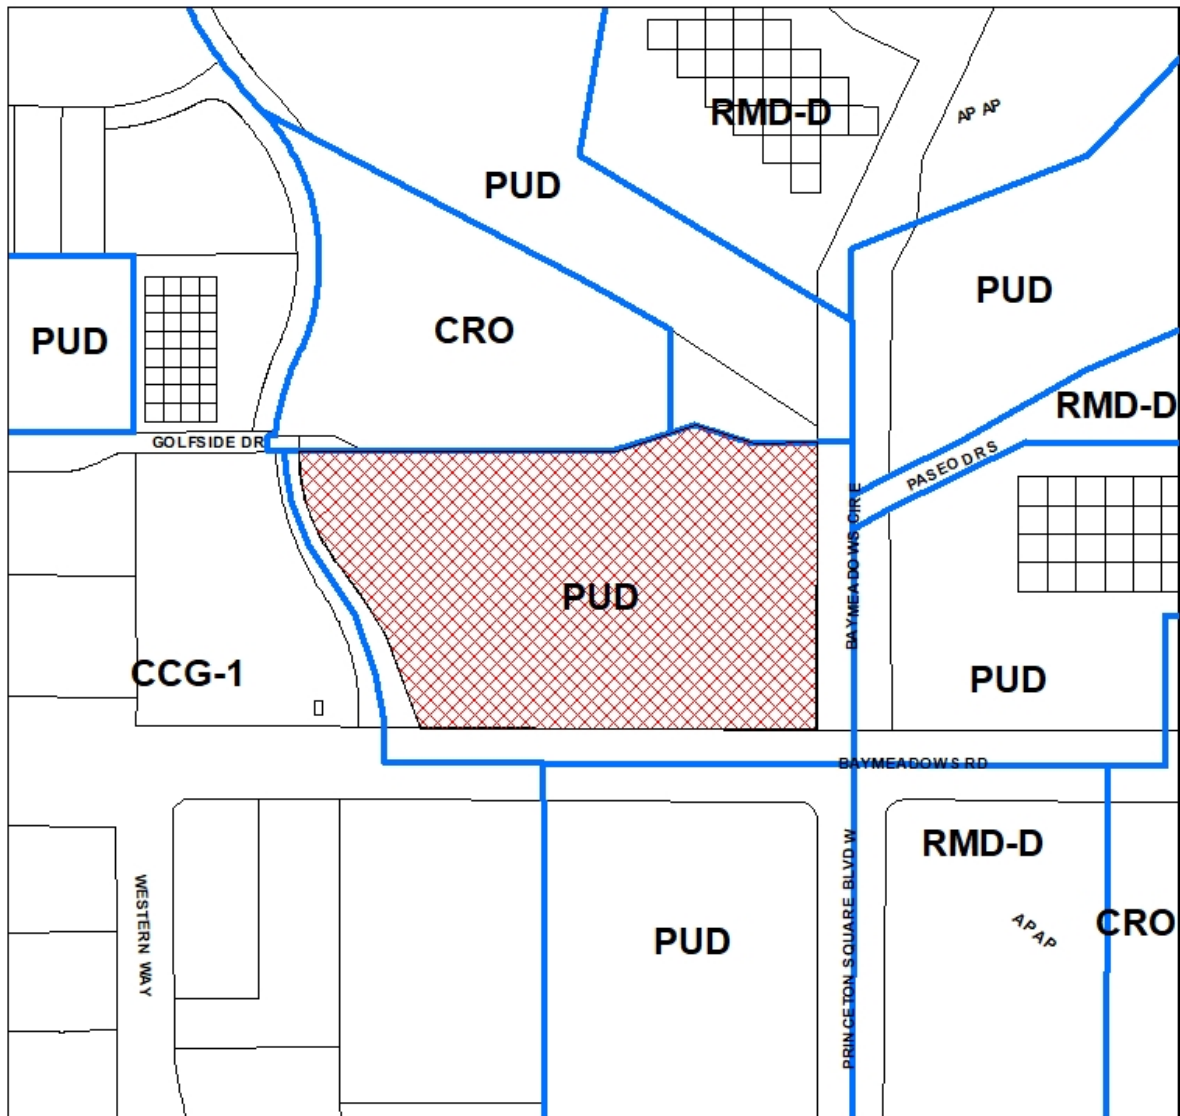 RMD-D
AP AP
PUD
PUD
CRO
PUD
RMD-D
GOLFSIDE DR
PASEO DR S
BAYMEADOWS CIR E
PUD
CCG-1
PUD
BAYMEADOWS RD
RMD-D
PRINCETON SQUARE BLVD W
WESTERN WAY
CRO
AP AP
PUD